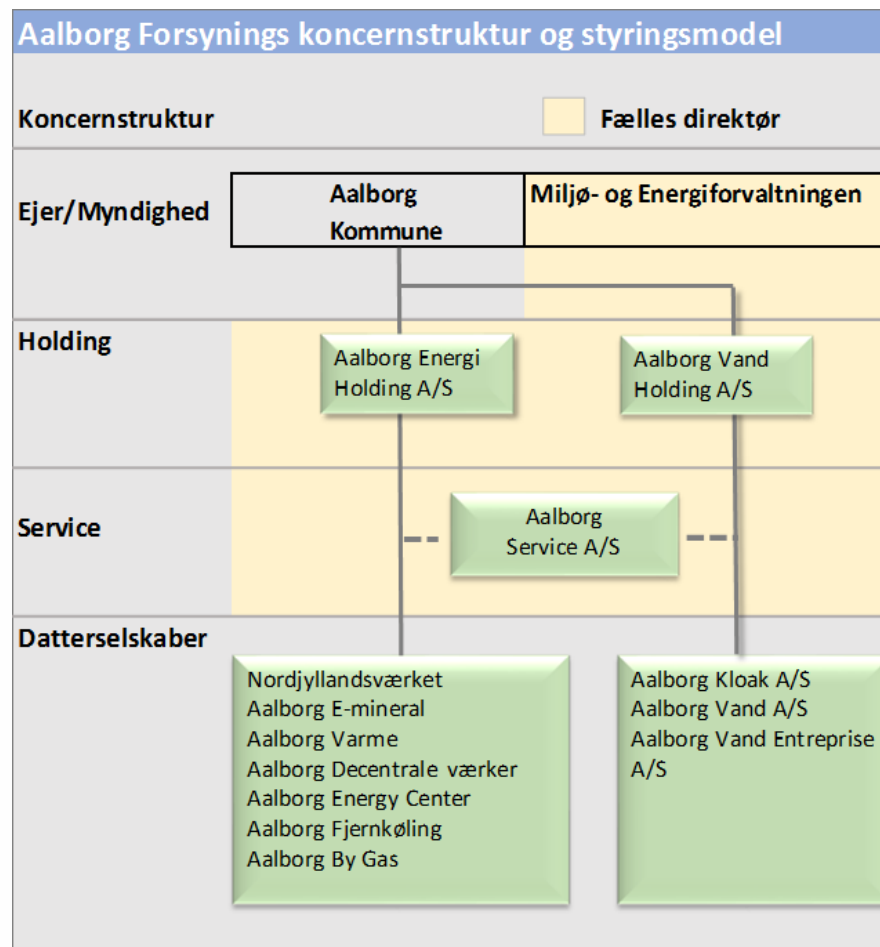 Aalborg Forsynings koncernstruktur og styringsmodel
Koncernstruktur
Fælles direktør
Ejer/Myndighed
Aalborg
Kommune
Miljø- og Energiforvaltningen
Holding
Aalborg Energi
Holding A/S
Aalborg Vand
Holding A/S
Service
Aalborg
Service A/S
Datterselskaber
Nordjyllandsværket
Aalborg E-mineral
Aalborg Varme
Aalborg Decentrale værker
Aalborg Energy Center
Aalborg Fjernkøling
Aalborg By Gas
Aalborg Kloak A/S
Aalborg Vand A/S
Aalborg Vand Entreprise
A/S